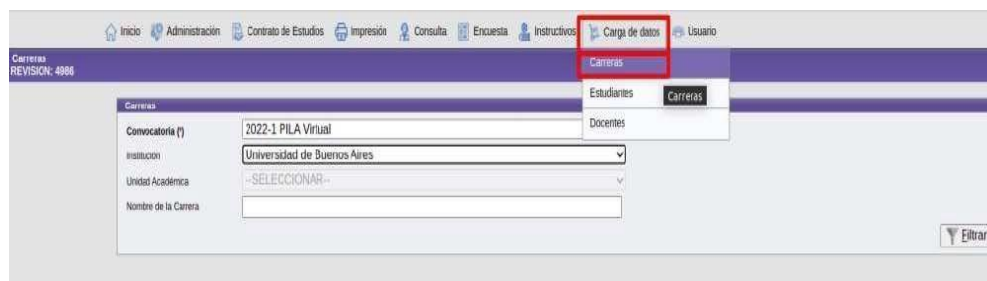 Inicio Administración Contrato de Estudios Impresión Consulta Encuesta Instructivos Carga de datos Usuario
Carreras
REVISION: 4986
Carreras
Estudiantes
Carreras
Docentes
Carreras
Convocatoria (*) 2022-1 PILA Virtual
Institución Universidad de Buenos Aires
Unidad Académica --SELECCIONAR--
Nombre de la Carrera
Filtrar